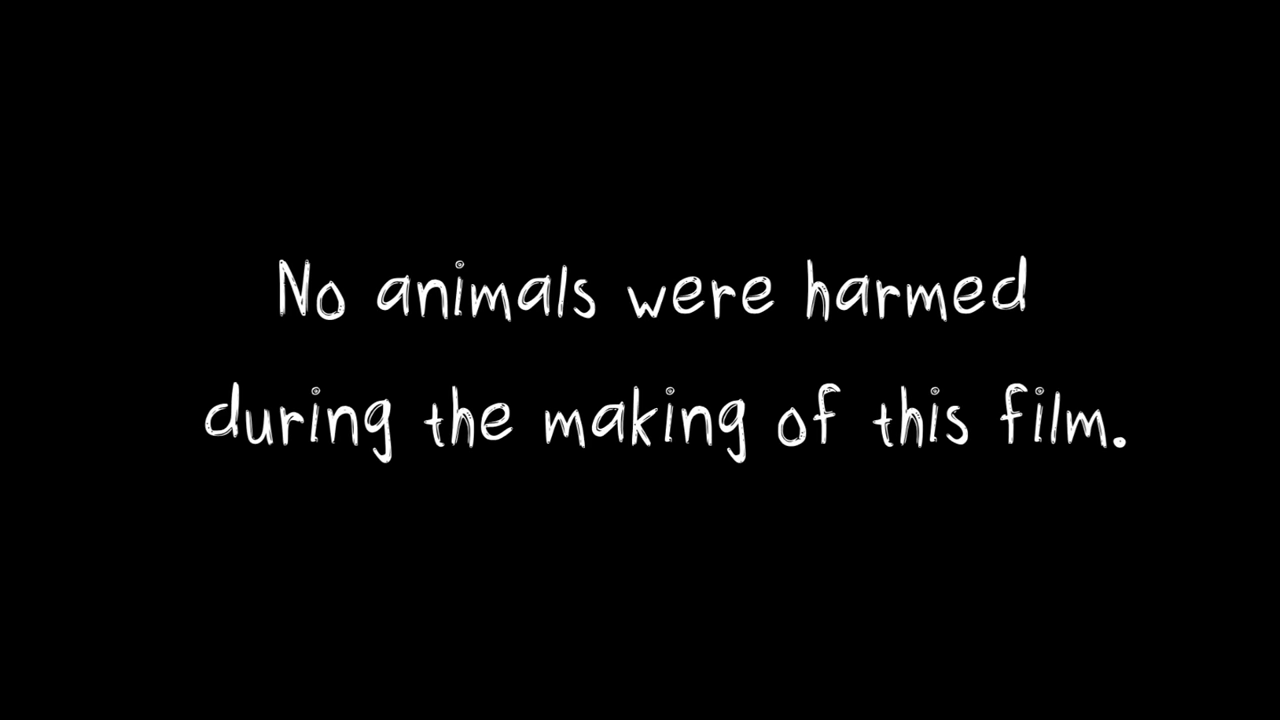 No animals were harmed
during the making of this film.